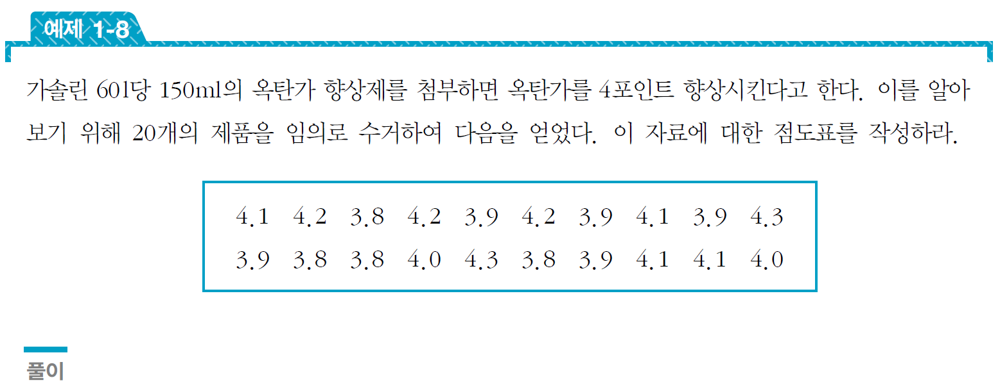 예제 1-8
가솔린 60l당 150ml의 옥탄가 향상제를 첨부하면 옥탄가를 4포인트 향상시킨다고 한다. 이를 알아
보기 위해 20개의 제품을 임의로 수거하여 다음을 얻었다. 이 자료에 대한 점도표를 작성하라.
4.1 4.2 3.8 4.2 3.9 4.2 3.9 4.1 3.9 4.3
3.9 3.8 3.8 4.0 4.3 3.8 3.9 4.1 4.1 4.0
풀이